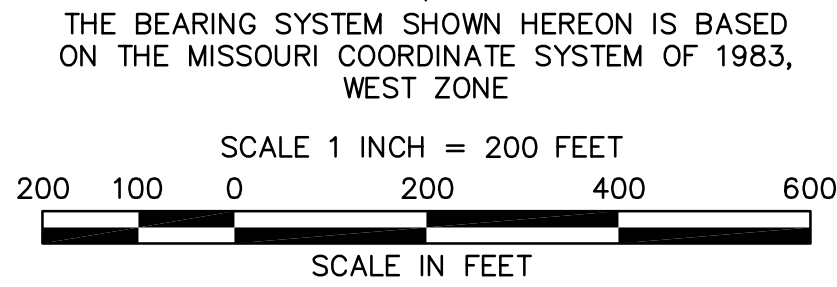 THE BEARING SYSTEM SHOWN HEREON IS BASED
ON THE MISSOURI COORDINATE SYSTEM OF 1983,
WEST ZONE
SCALE 1 INCH = 200 FEET
200 100 0 200 400 600
SCALE IN FEET